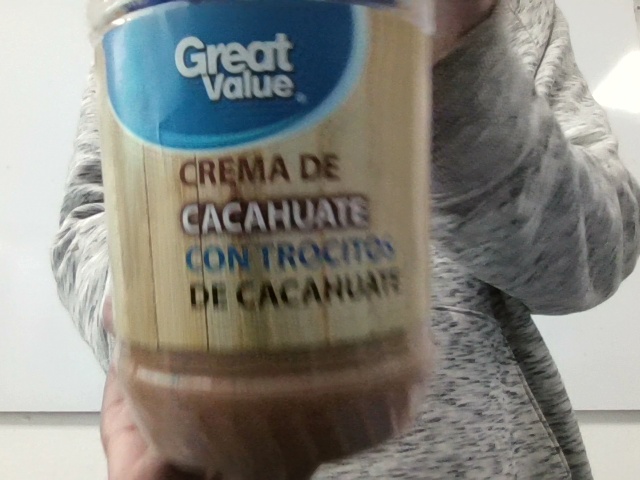 Great
Value
CREMA DE
CACAHUATE
CON TROCITOS
DE CACAHUATE